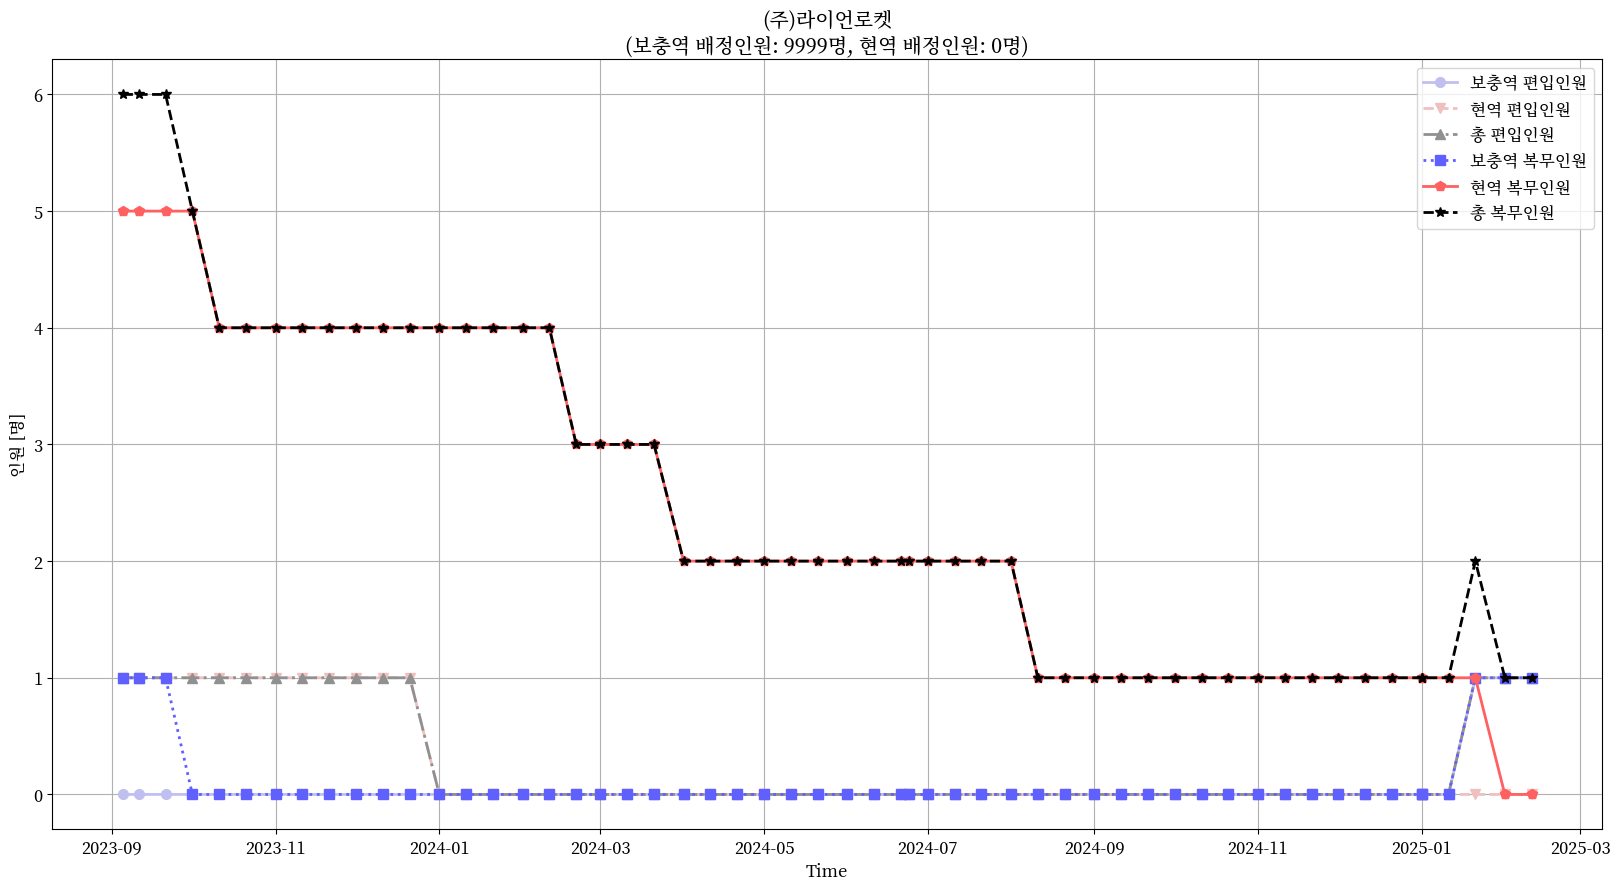 (주)라이언로켓
(보충역 배정인원: 9999명, 현역 배정인원: 0명)
보충역 편입인원
현역 편입인원
총 편입인원
보충역 복무인원
현역 복무인원
총 복무인원
인원 [명]
6
5
4
3
2
1
0
2023-09
2023-11
2024-01
2024-03
2024-05
2024-07
2024-09
2024-11
2025-01
2025-03
Time